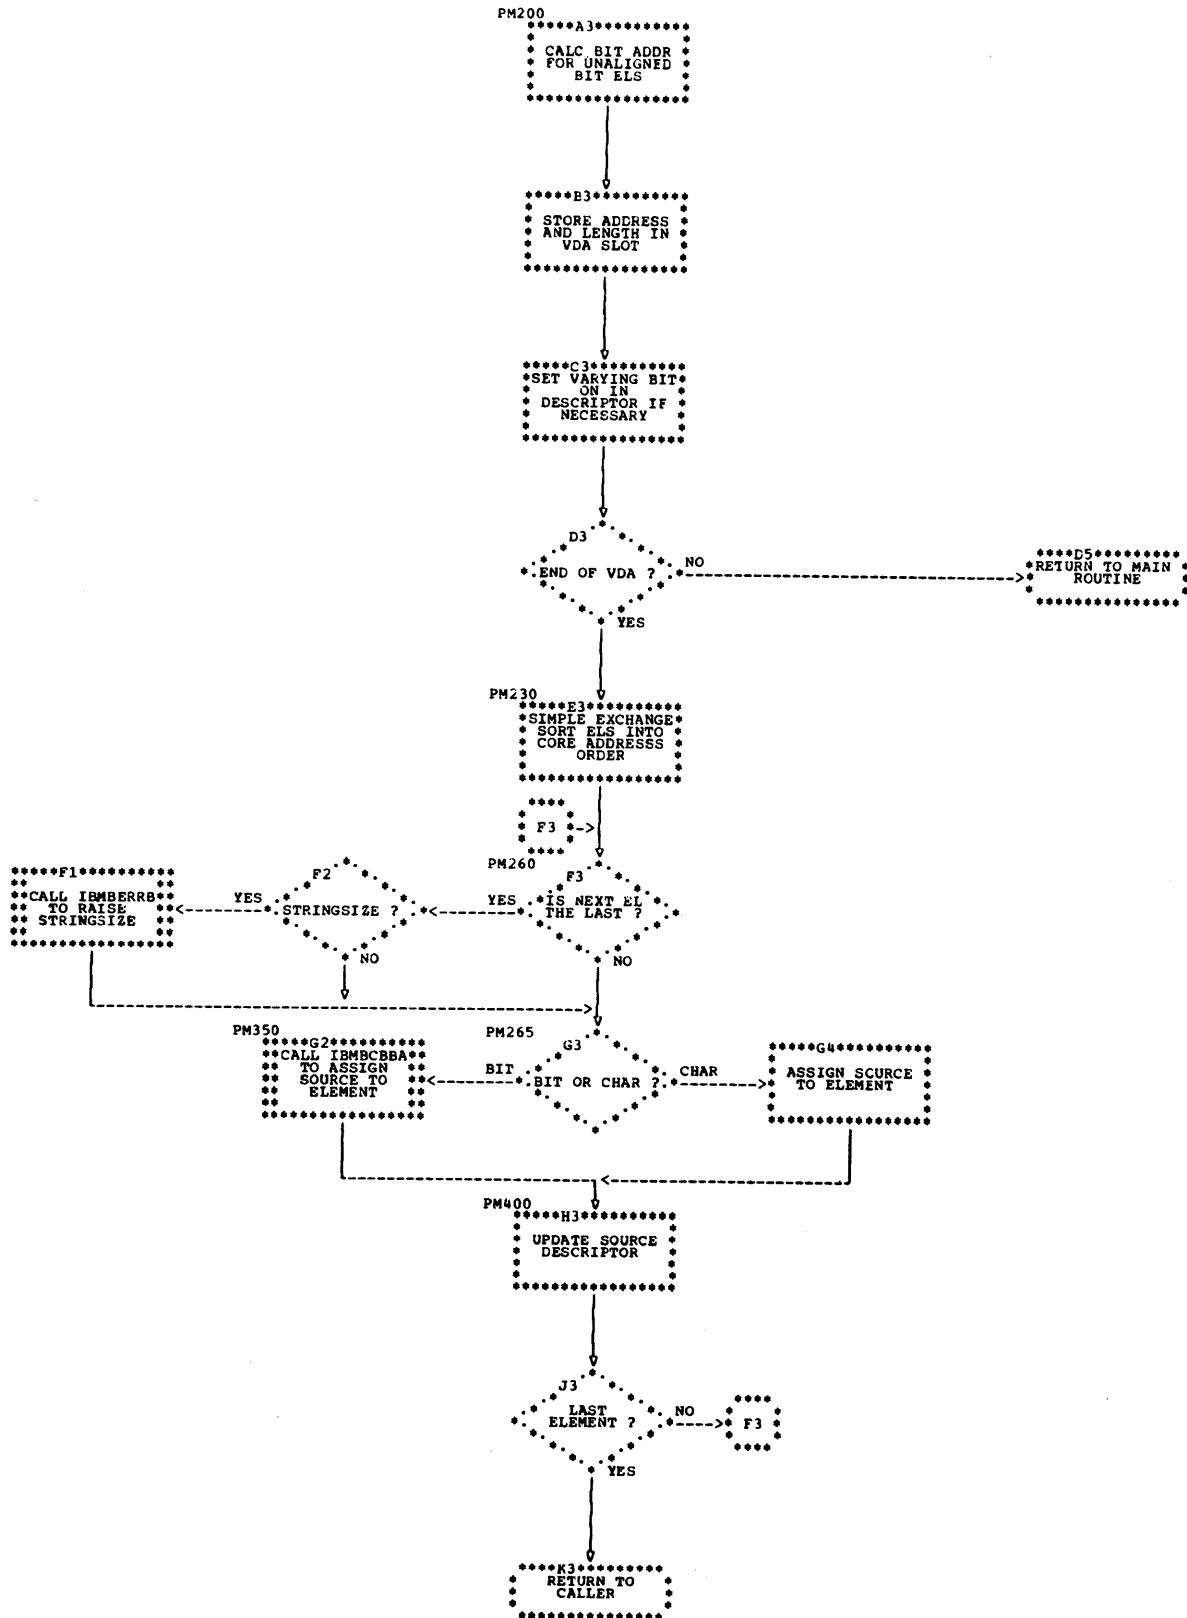 PM200
A3
CALC BIT ADDR
FOR UNALIGNED
BIT ELS
B3
STORE ADDRESS
AND LENGTH IN
VDA SLOT
C3
SET VARYING BIT
ON IN
DESCRIPTOR IF
NECESSARY
D3
END OF VDA ?
NO
D5
RETURN TO MAIN
ROUTINE
YES
PM230
E3
SIMPLE EXCHANGE
SORT ELS INTO
CORE ADDRESSS
ORDER
F3
PM260
F1
CALL IBMBERRB
TO RAISE
STRINGSIZE
YES
F2
STRINGSIZE ?
NO
YES
F3
IS NEXT EL
THE LAST ?
NO
PM350
G2
CALL IBMBCBBA
TO ASSIGN
SOURCE TO
ELEMENT
BIT
PM265
G3
BIT OR CHAR ?
CHAR
G4
ASSIGN SOURCE
TO ELEMENT
PM400
H3
UPDATE SOURCE
DESCRIPTOR
J3
LAST
ELEMENT ?
NO
F3
YES
K3
RETURN TO
CALLER